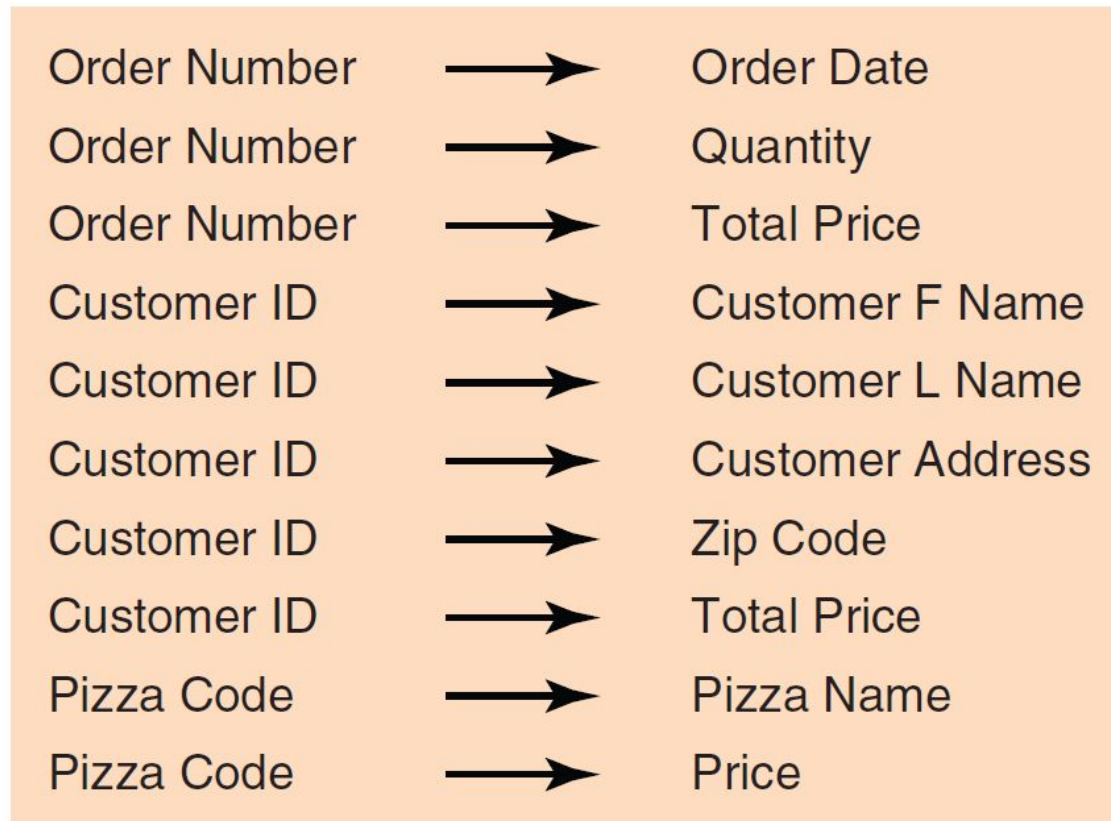 Order Number → Order Date
Order Number → Quantity
Order Number → Total Price
Customer ID → Customer F Name
Customer ID → Customer L Name
Customer ID → Customer Address
Customer ID → Zip Code
Customer ID → Total Price
Pizza Code → Pizza Name
Pizza Code → Price